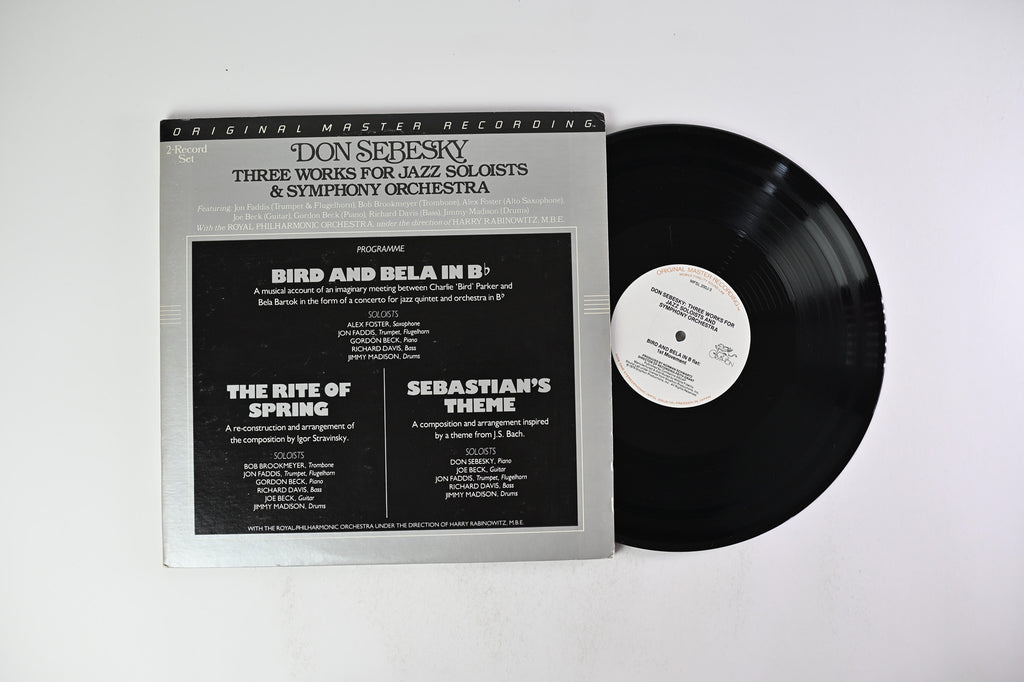 ORIGINAL MASTER RECORDING
2-Record
Set
DON SEBESKY
THREE WORKS FOR JAZZ SOLOISTS
& SYMPHONY ORCHESTRA
Featuring: Jon Faddis (Trumpet & Flugelhorn), Bob Brookmeyer (Trombone), Alex Foster (Alto Saxophone),
Joe Beck (Guitar), Gordon Beck (Piano), Richard Davis (Bass), Jimmy Madison (Drums)
With the ROYAL PHILHARMONIC ORCHESTRA, under the direction of HARRY RABINOWITZ, M.B.E.
PROGRAMME
BIRD AND BELA IN B♭
A musical account of an imaginary meeting between Charlie 'Bird' Parker and
Bela Bartok in the form of a concerto for jazz quintet and orchestra in B♭
SOLOISTS
ALEX FOSTER, Saxophone
JON FADDIS, Trumpet, Flugelhorn
GORDON BECK, Piano
RICHARD DAVIS, Bass
JIMMY MADISON, Drums
THE RITE OF
SPRING
A re-construction and arrangement of
the composition by Igor Stravinsky.
SOLOISTS
BOB BROOKMEYER, Trombone
JON FADDIS, Trumpet, Flugelhorn
GORDON BECK, Piano
RICHARD DAVIS, Bass
JOE BECK, Guitar
JIMMY MADISON, Drums
SEBASTIAN'S
THEME
A composition and arrangement inspired
by a theme from J.S. Bach.
SOLOISTS
DON SEBESKY, Piano
JOE BECK, Guitar
JON FADDIS, Trumpet, Flugelhorn
RICHARD DAVIS, Bass
JIMMY MADISON, Drums
WITH THE ROYAL PHILHARMONIC ORCHESTRA UNDER THE DIRECTION OF HARRY RABINOWITZ, M.B.E.
ORIGINAL MASTER RECORDING
DON SEBESKY: THREE WORKS FOR
JAZZ SOLOISTS AND
SYMPHONY ORCHESTRA
BIRD AND BELA IN B flat:
1st Movement
GRYPHON